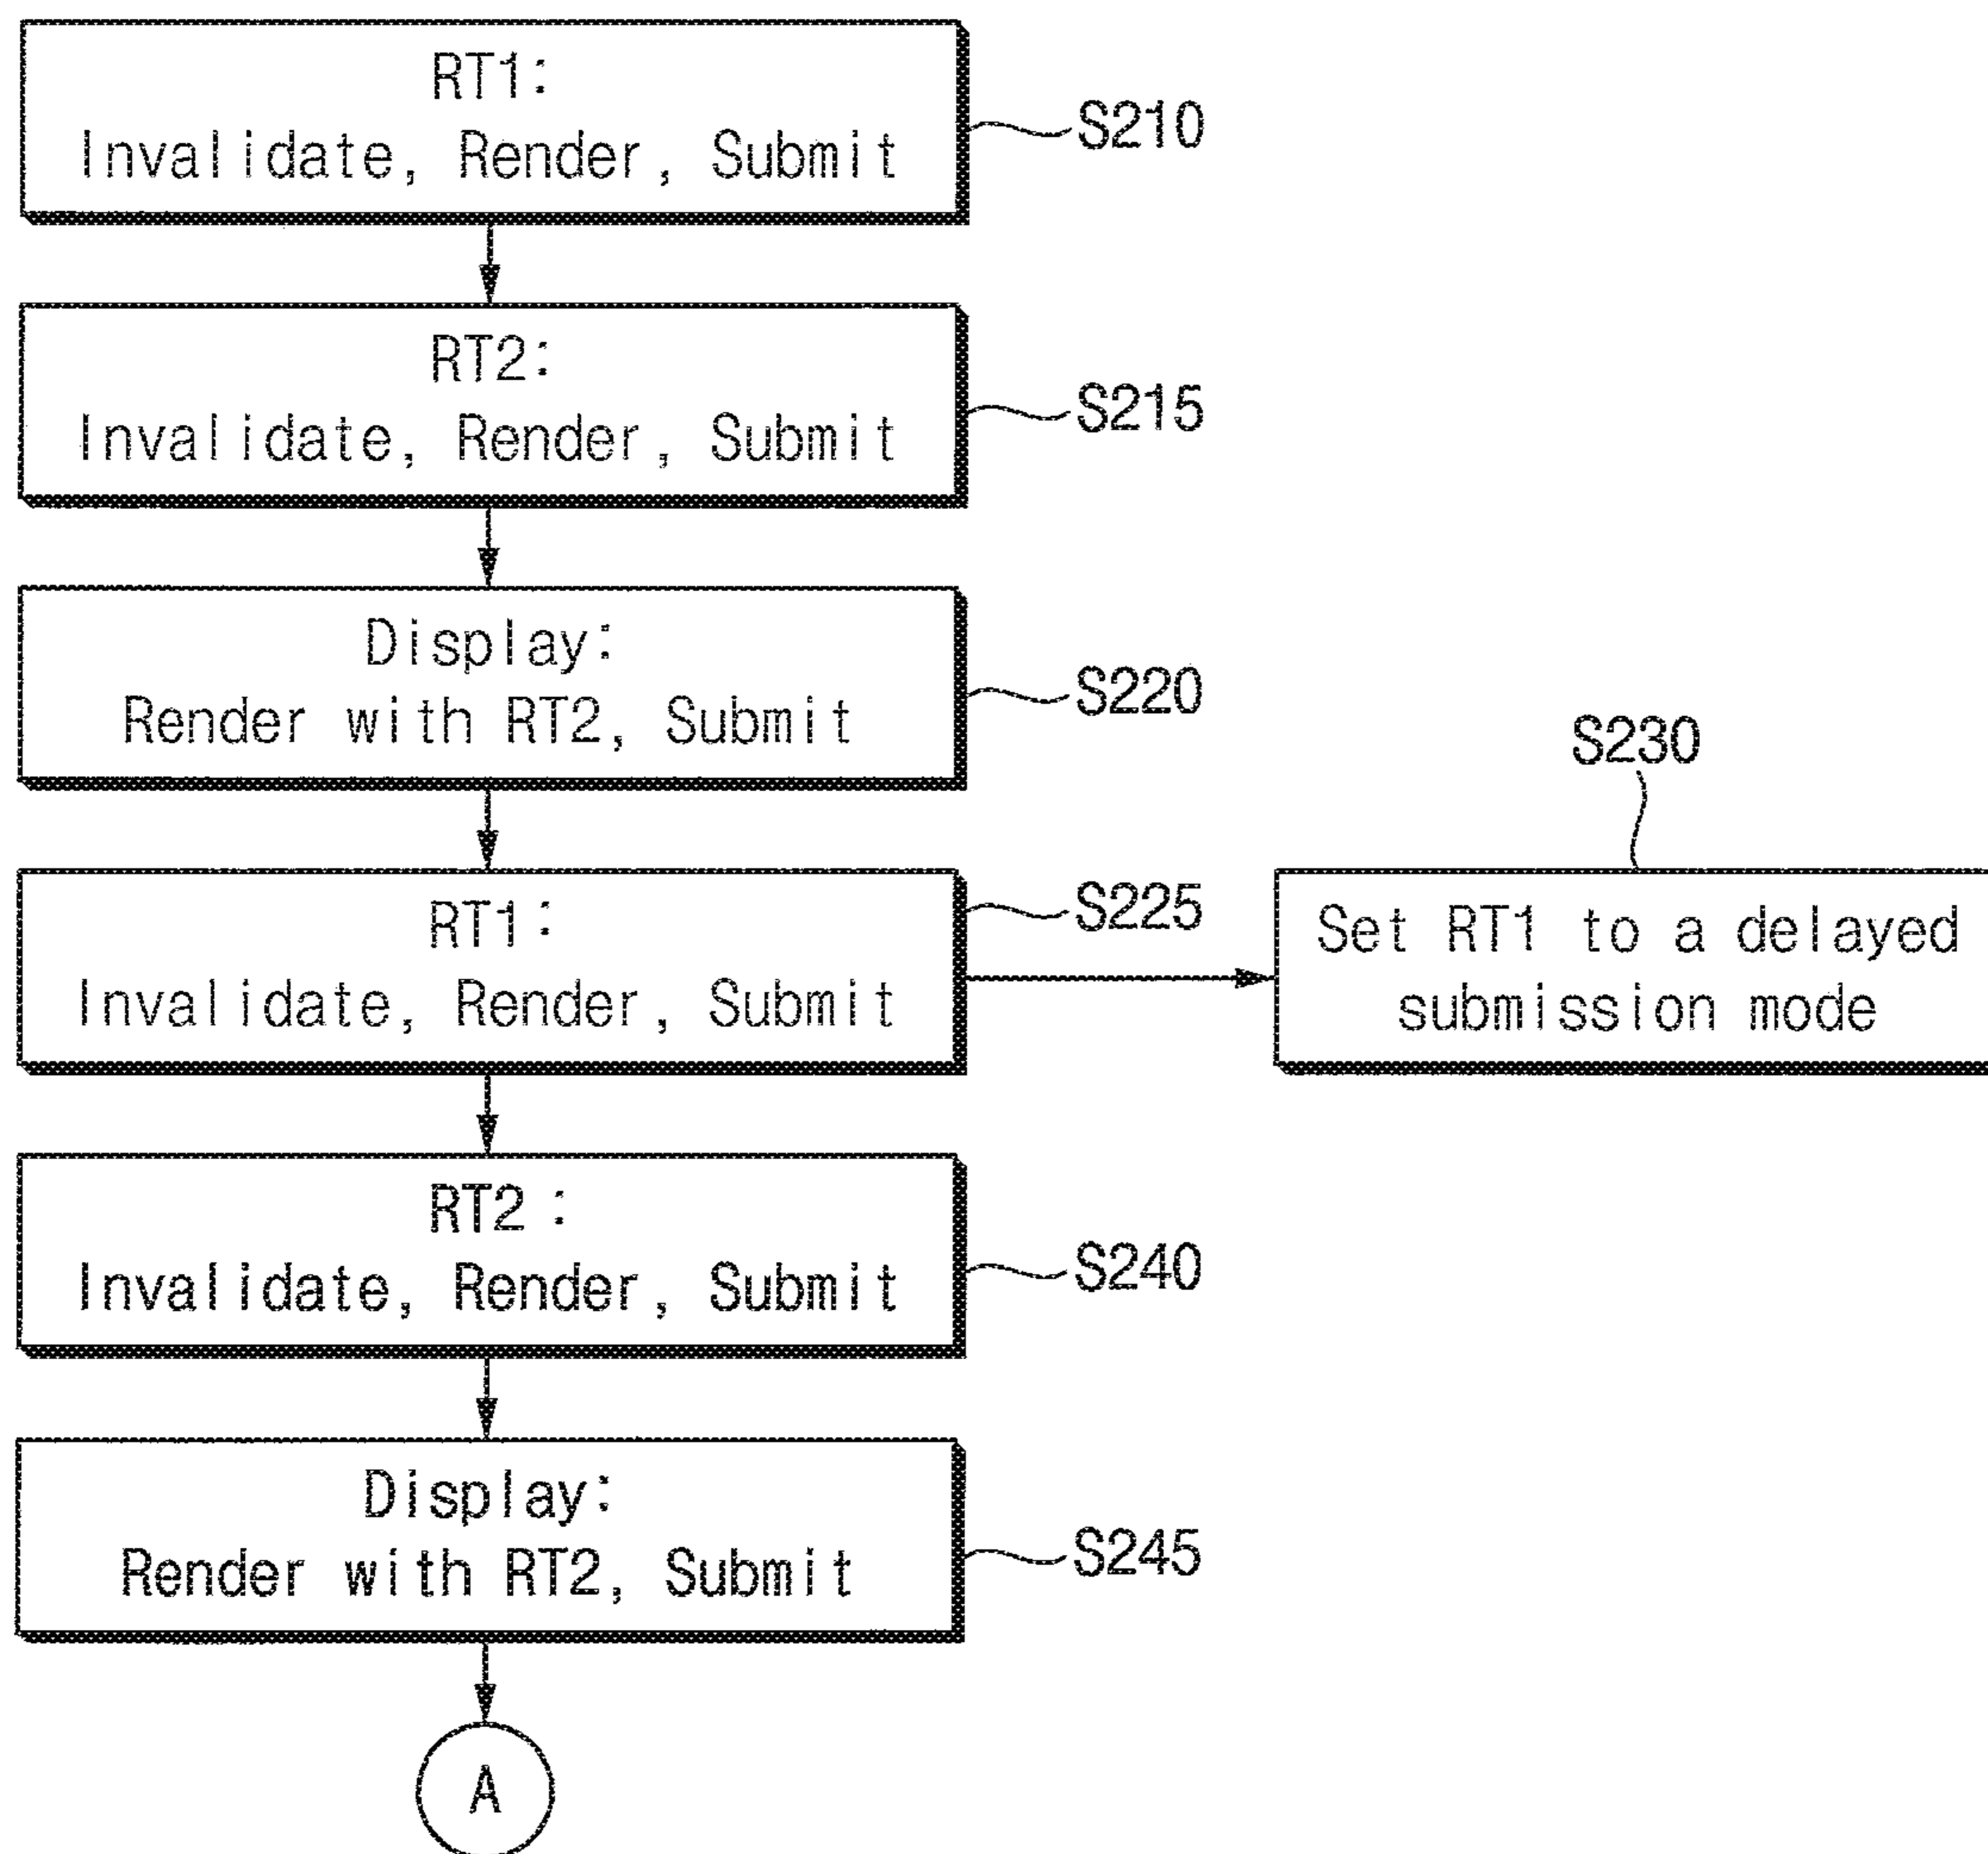 RT1:
Invalidate, Render, Submit
S210
RT2:
Invalidate, Render, Submit
S215
Display:
Render with RT2, Submit
S220
S230
RT1:
Invalidate, Render, Submit
S225
Set RT1 to a delayed
submission mode
RT2 :
Invalidate, Render, Submit
S240
Display:
Render with RT2, Submit
S245
A